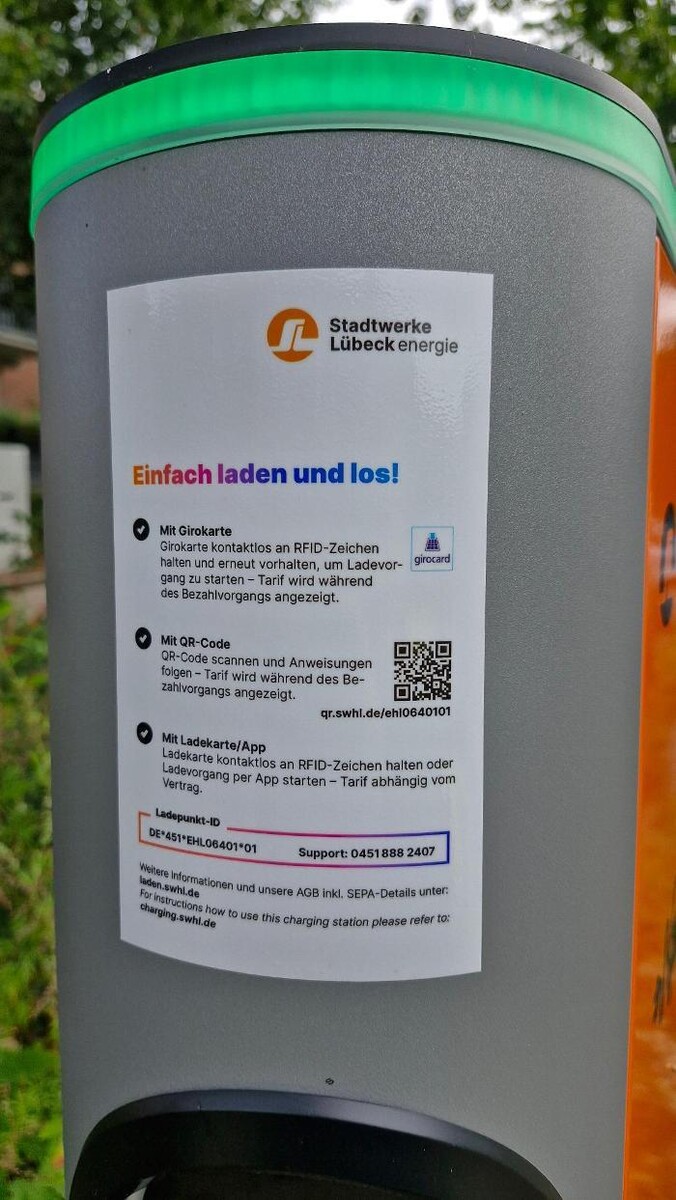 Stadtwerke
Lübeck energie
Einfach laden und los!
Mit Girokarte
Girokarte kontaktlos an RFID-Zeichen
halten und erneut vorhalten, um Ladevor-
gang zu starten – Tarif wird während
des Bezahlvorgangs angezeigt.
girocard
Mit QR-Code
QR-Code scannen und Anweisungen
folgen – Tarif wird während des Be-
zahlvorgangs angezeigt.
qr.swhl.de/ehl0640101
Mit Ladekarte/App
Ladekarte kontaktlos an RFID-Zeichen halten oder
Ladevorgang per App starten – Tarif abhängig vom
Vertrag.
Ladepunkt-ID
DE*451*EHL06401*01
Support: 0451 888 2407
Weitere Informationen und unsere AGB inkl. SEPA-Details unter:
laden.swhl.de
For instructions how to use this charging station please refer to:
charging.swhl.de